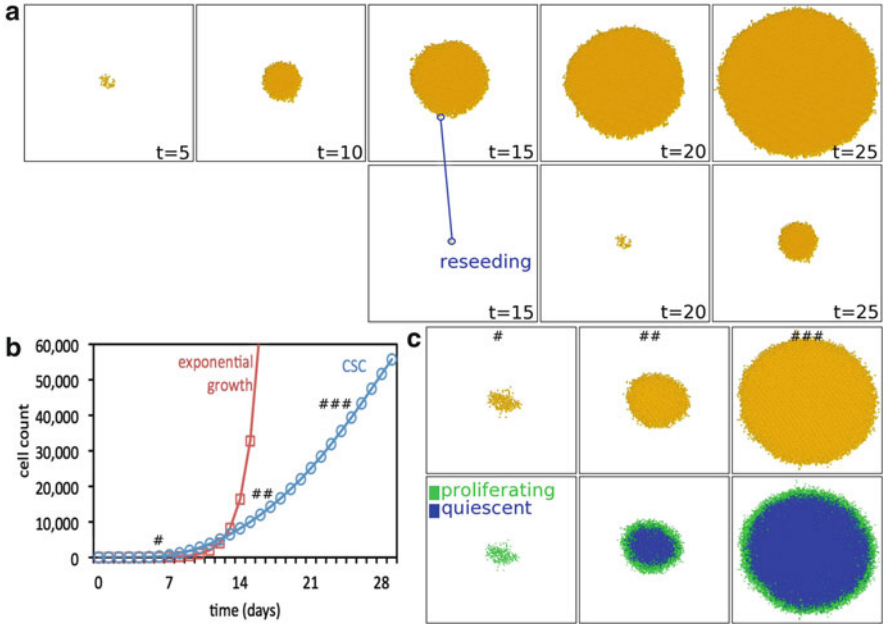 a
t=5
t=10
t=15
t=20
t=25
reseeding
t=15
t=20
t=25
b
60,000
50,000
40,000
30,000
20,000
10,000
0
cell count
exponential
growth
CSC
###
##
#
0
7
14
21
28
time (days)
c
#
##
###
proliferating
quiescent